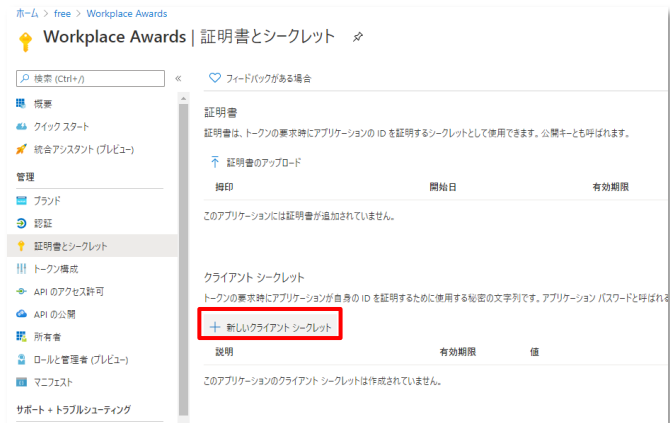 ホーム > free > Workplace Awards
Workplace Awards | 証明書とシークレット
検索 (Ctrl+/)
«
フィードバックがある場合
概要
クイック スタート
統合アシスタント (プレビュー)
管理
ブランド
認証
証明書とシークレット
トークン構成
API のアクセス許可
API の公開
所有者
ロールと管理者 (プレビュー)
マニフェスト
サポート + トラブルシューティング
証明書
証明書は、トークンの要求時にアプリケーションの ID を証明するシークレットとして使用できます。公開キーとも呼ばれます。
証明書のアップロード
拇印 開始日 有効期限
このアプリケーションには証明書が追加されていません。
クライアント シークレット
トークンの要求時にアプリケーションが自身の ID を証明するために使用する秘密の文字列です。アプリケーション パスワードと呼ばれる
新しいクライアント シークレット
説明 有効期限 値
このアプリケーションのクライアント シークレットは作成されていません。